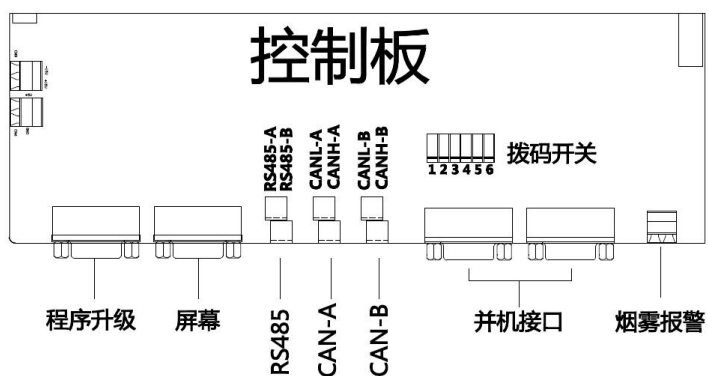 控制板
RS485-A
RS485-B
CANL-A
CANH-A
CANL-B
CANH-B
1 2 3 4 5 6
拨码开关
程序升级
屏幕
RS485
CAN-A
CAN-B
并机接口
烟雾报警